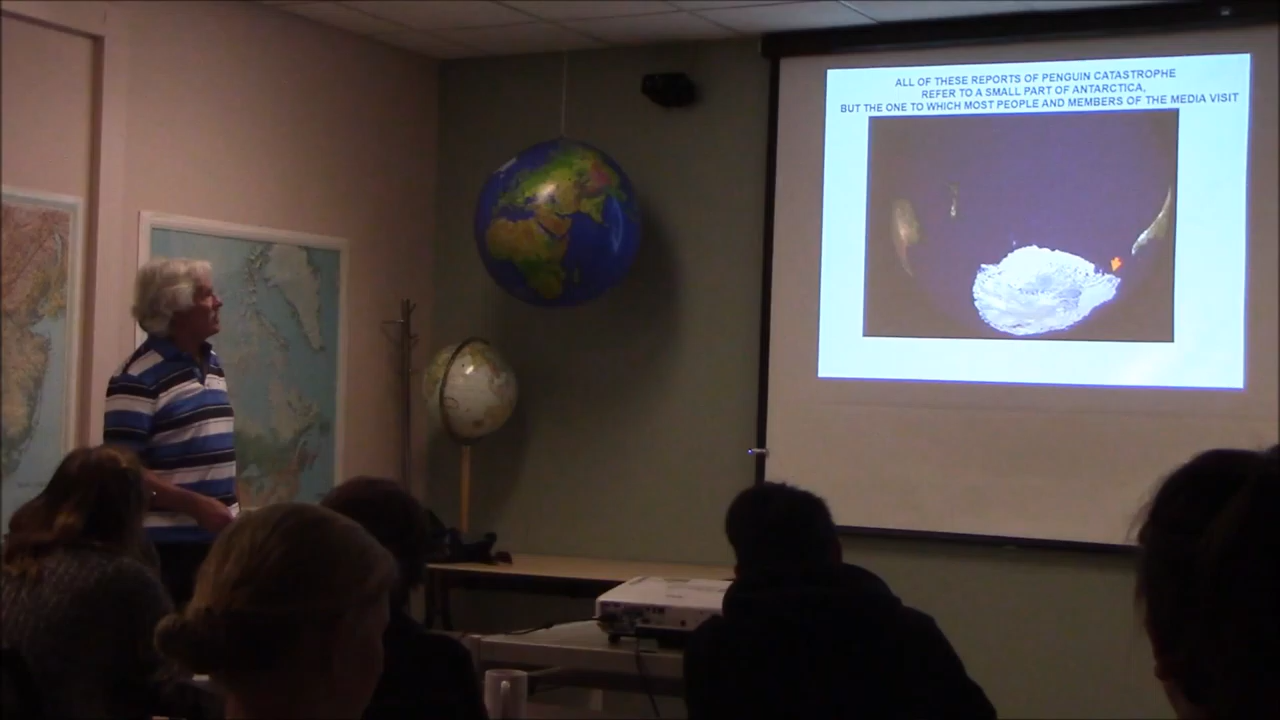 ALL OF THESE REPORTS OF PENGUIN CATASTROPHE
REFER TO A SMALL PART OF ANTARCTICA,
BUT THE ONE TO WHICH MOST PEOPLE AND MEMBERS OF THE MEDIA VISIT